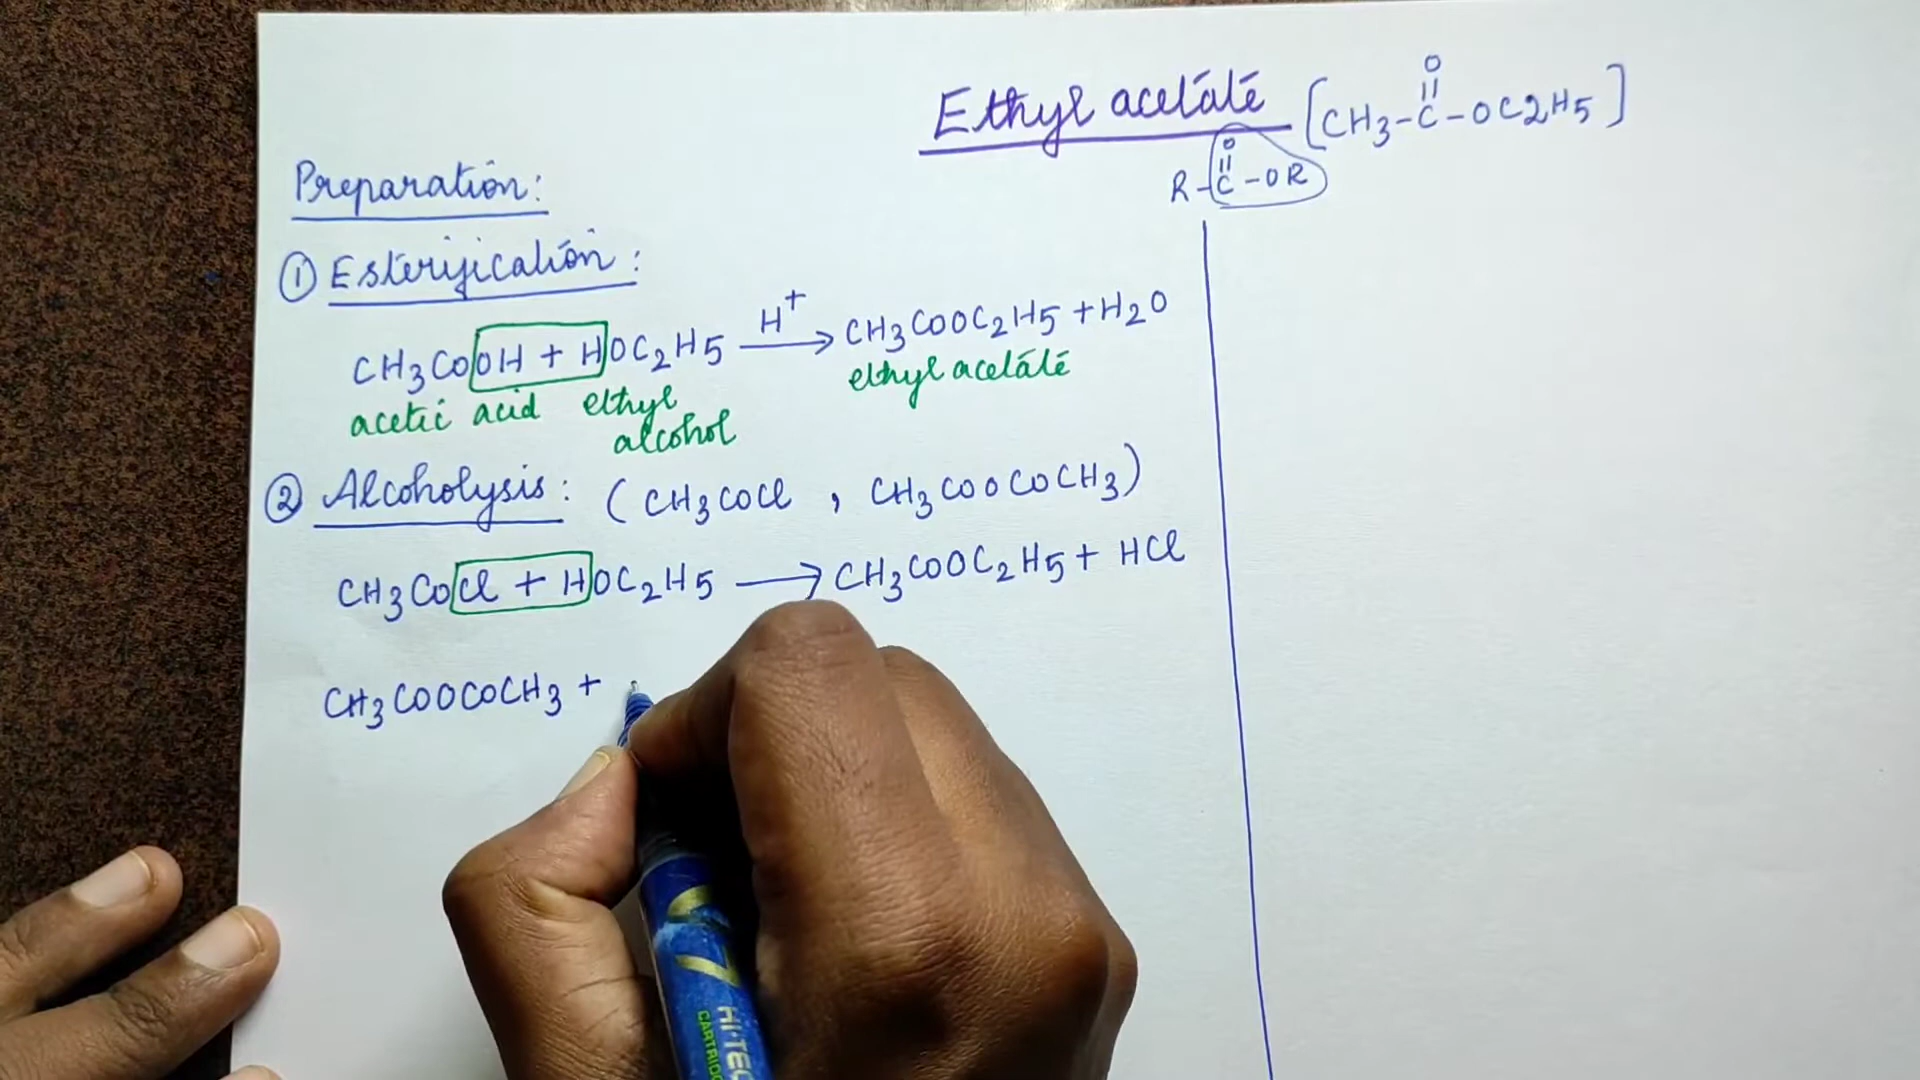 Ethyl acetate [CH3-C-OC2H5]
O
||
R-C-OR
O
||
Preparation:
① Esterification:
CH3COOH + HOC2H5 → CH3COOC2H5 + H2O
H+
acetic acid ethyl alcohol
ethyl acetate
② Alcoholysis: (CH3COCl , CH3COOCOCH3)
CH3COCl + HOC2H5 → CH3COOC2H5 + HCl
CH3COOCOCH3 +
V7
HI-TEC